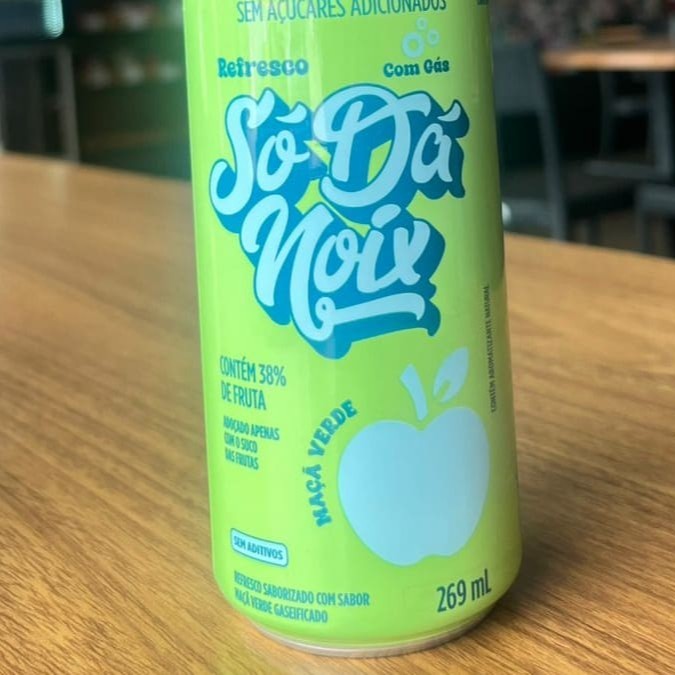 SEM AÇÚCARES ADICIONADOS
Refresco
Com Gás
Só Dá
Noix
CONTÉM 38%
DE FRUTA
ADOÇADO APENAS
COM O SUCO
DAS FRUTAS
MAÇÃ VERDE
CONTÉM AROMATIZANTE NATURAL
SEM ADITIVOS
REFRESCO SABORIZADO COM SABOR
MAÇÃ VERDE GASEIFICADO
269 mL